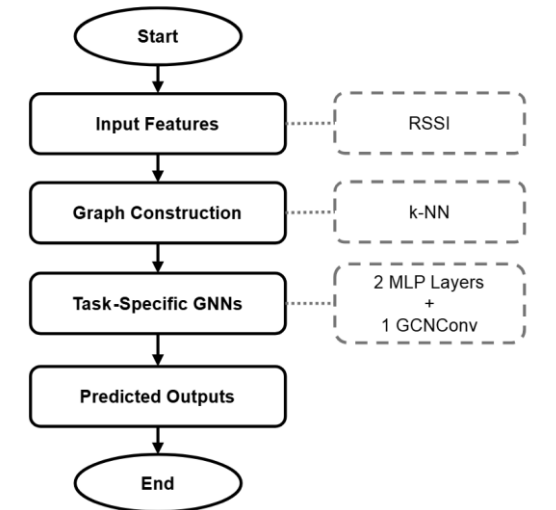 Start
Input Features
RSSI
Graph Construction
k-NN
Task-Specific GNNs
2 MLP Layers
+
1 GCNConv
Predicted Outputs
End